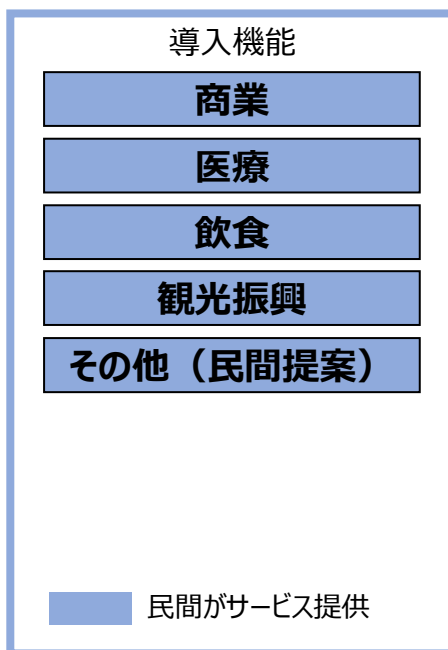 導入機能
商業
医療
飲食
観光振興
その他（民間提案）
民間がサービス提供